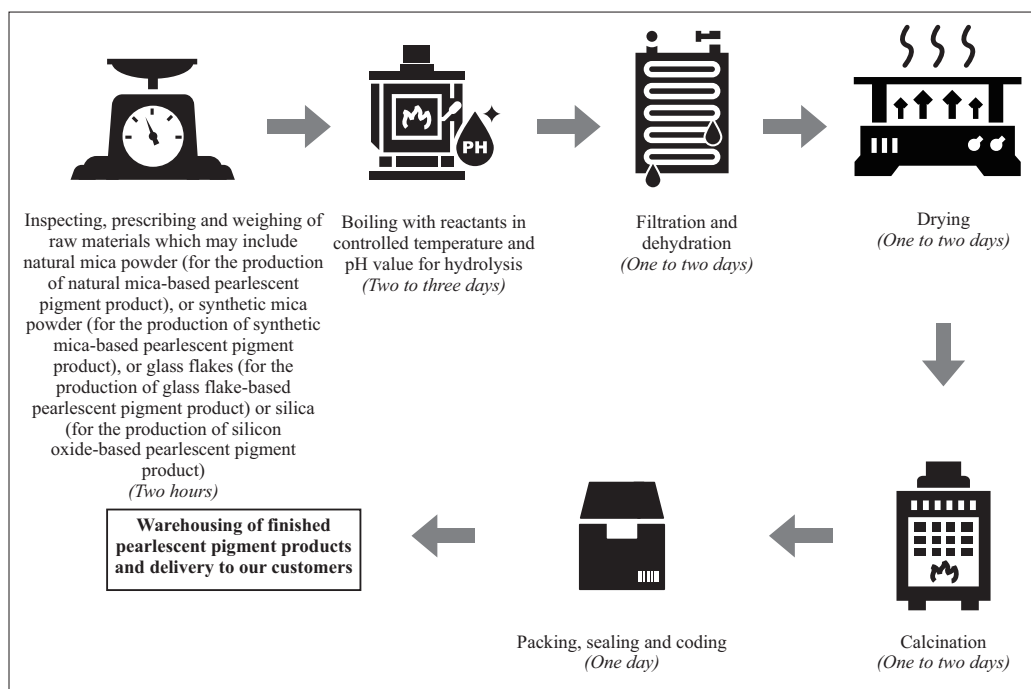 PH
Inspecting, prescribing and weighing of
raw materials which may include
natural mica powder (for the production
of natural mica-based pearlescent
pigment product), or synthetic mica
powder (for the production of synthetic
mica-based pearlescent pigment
product), or glass flakes (for the
production of glass flake-based
pearlescent pigment product) or silica
(for the production of silicon
oxide-based pearlescent pigment
product)
(Two hours)
Boiling with reactants in
controlled temperature and
pH value for hydrolysis
(Two to three days)
Filtration and
dehydration
(One to two days)
Drying
(One to two days)
Calcination
(One to two days)
Packing, sealing and coding
(One day)
Warehousing of finished
pearlescent pigment products
and delivery to our customers